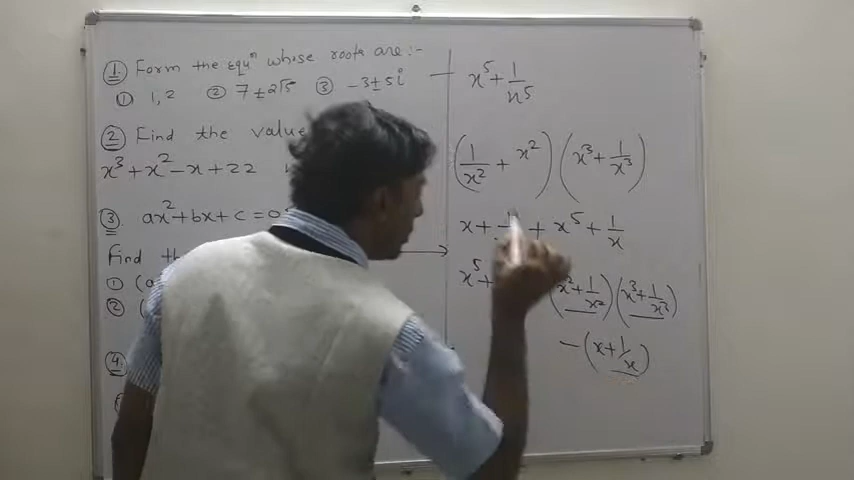 1. Form the equⁿ whose roots are :-
① 1, 2 ② 7 ± 2√5 ③ -3 ± 5i
② Find the value
x³ + x² - x + 22
③ ax² + bx + c = 0
① (a
② (
4.
x⁵ + 1/x⁵
(1/x² + x²) (x³ + 1/x³)
x + 1 + x⁵ + 1/x
x⁵ + (x² + 1/x²) (x³ + 1/x³)
- (x + 1/x)